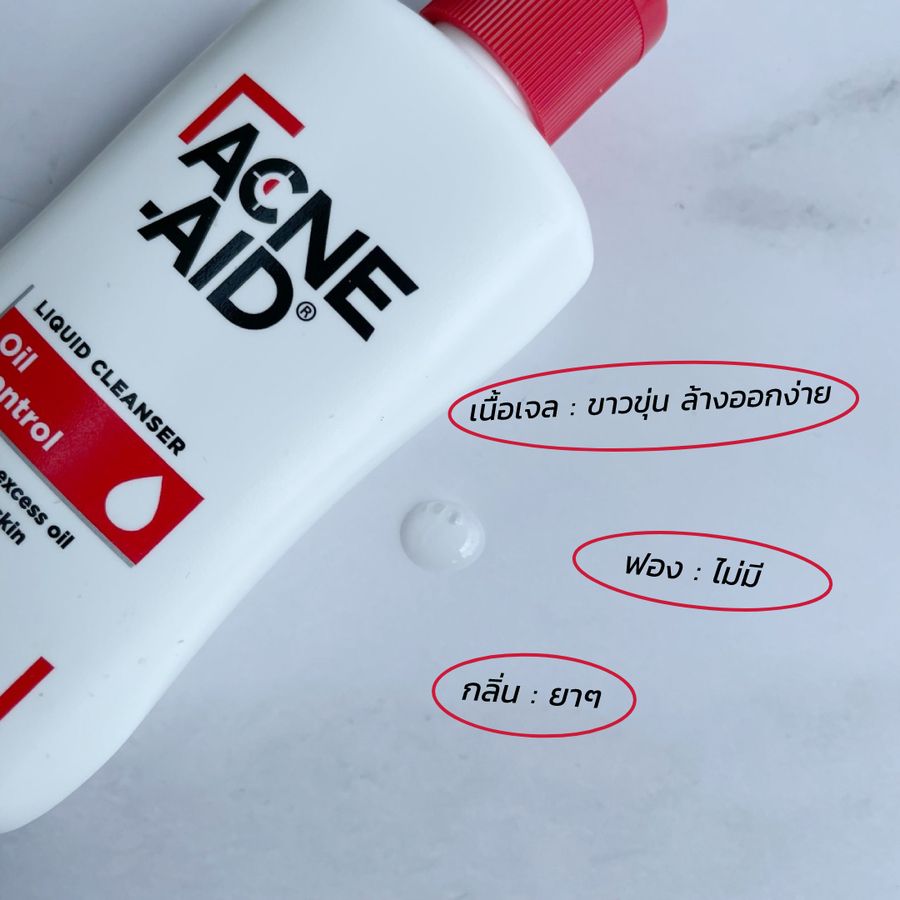 ACNE
-AID®
LIQUID CLEANSER
Oil
ontrol
excess oil
skin
เนื้อเจล : ขาวขุ่น ล้างออกง่าย
ฟอง : ไม่มี
กลิ่น : ยาๆ